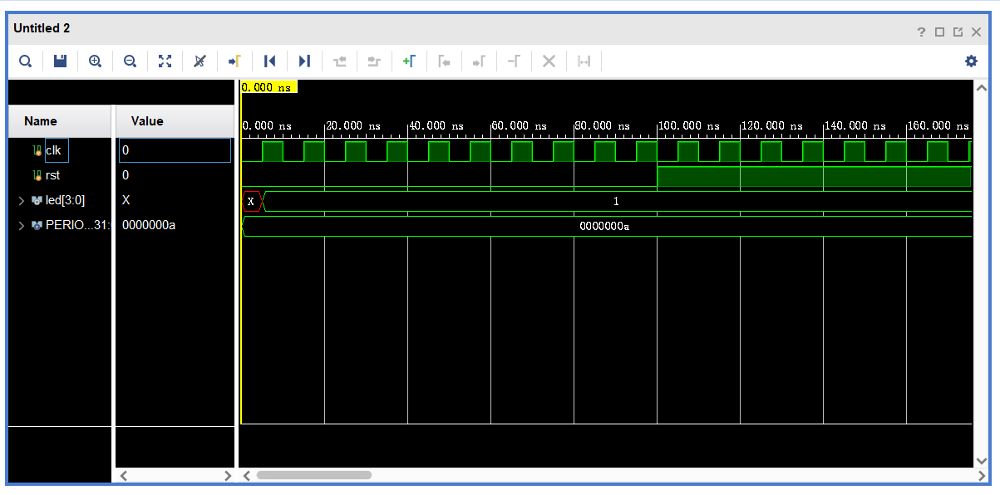 Untitled 2
0.000 ns
Name Value
0.000 ns 20.000 ns 40.000 ns 60.000 ns 80.000 ns 100.000 ns 120.000 ns 140.000 ns 160.000 ns
clk 0
rst 0
led[3:0] X X 1
PERIO...31: 0000000a 0000000a